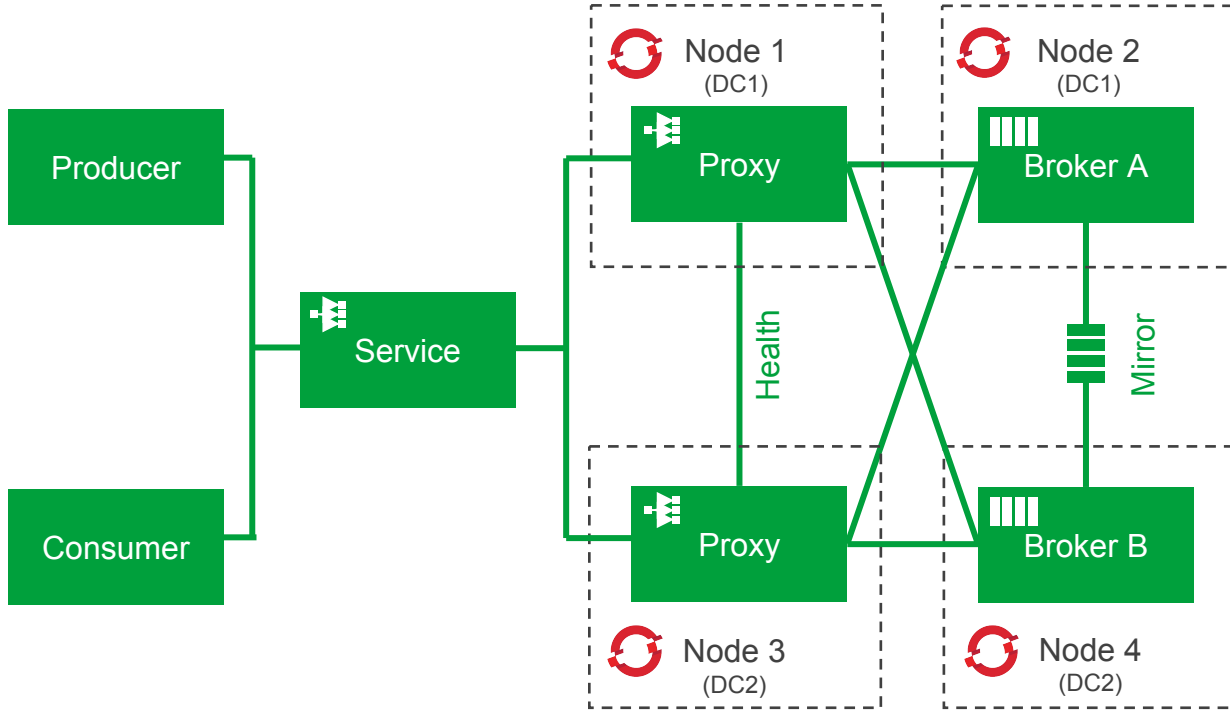 Node 1
(DC1)
Node 2
(DC1)
Producer
Proxy
Broker A
Service
Health
Mirror
Consumer
Proxy
Broker B
Node 3
(DC2)
Node 4
(DC2)